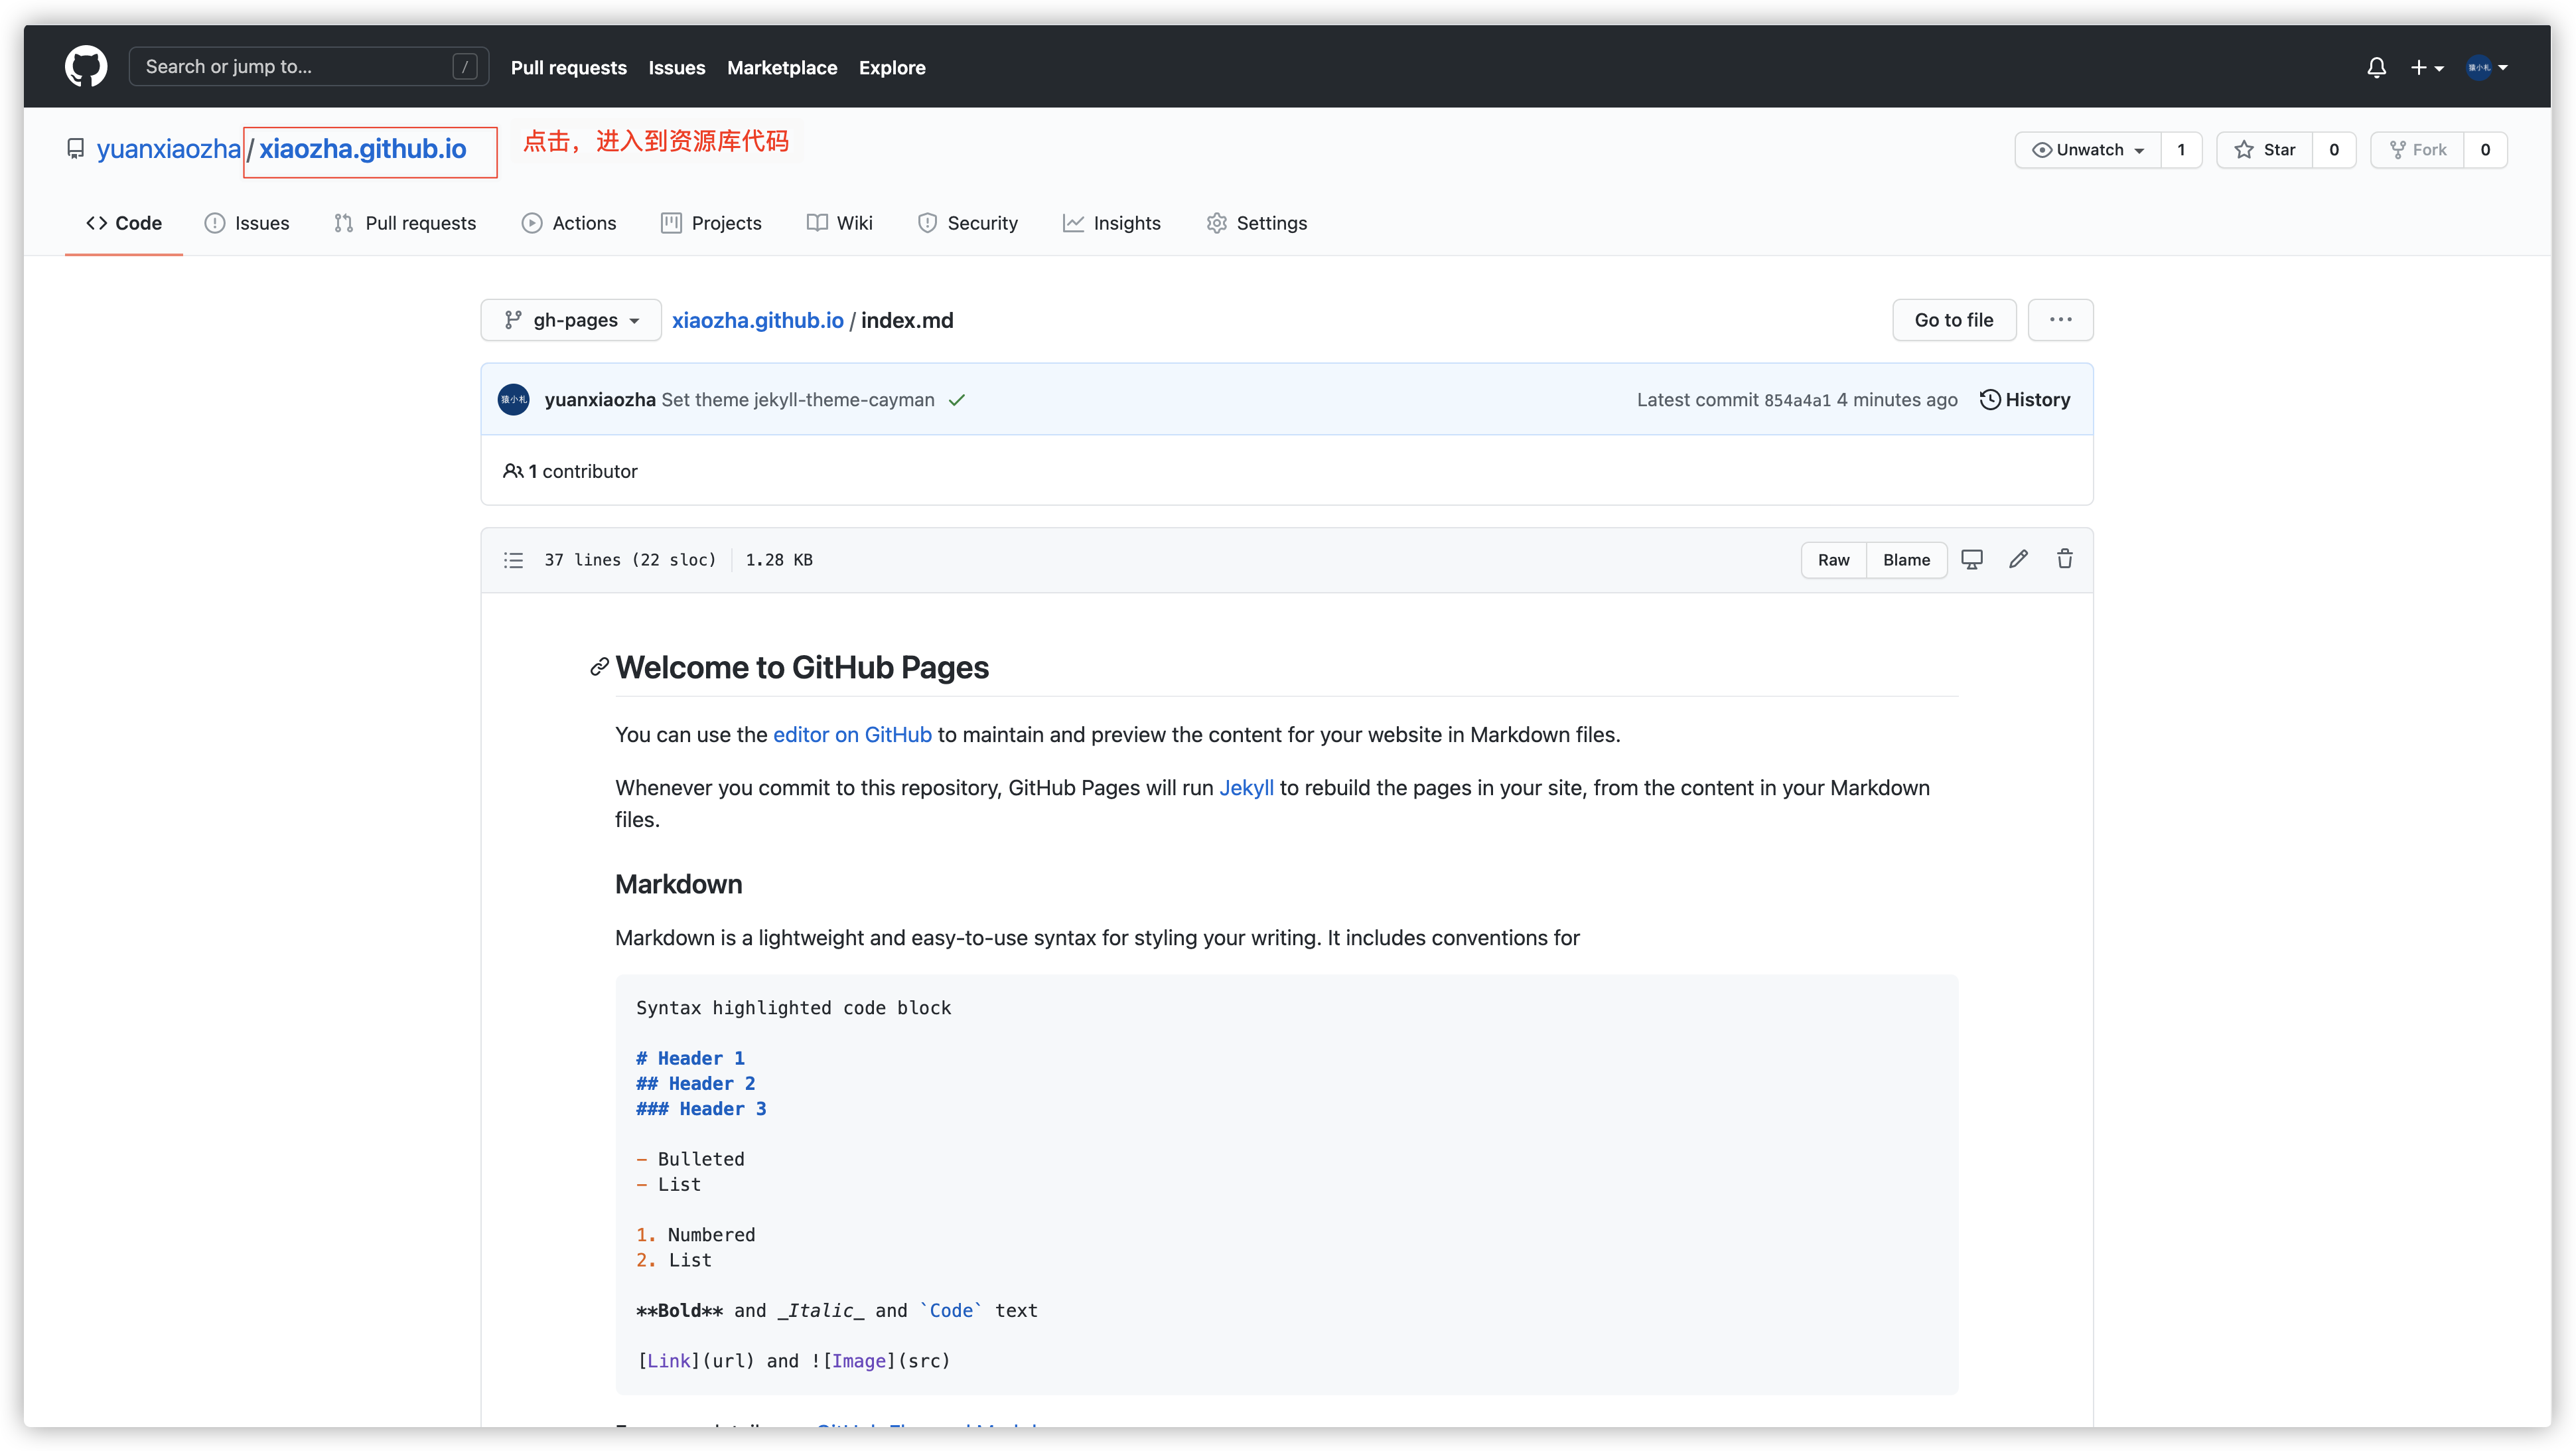 Search or jump to... /
Pull requests Issues Marketplace Explore
猿小札
yuanxiaozha / xiaozha.github.io
点击，进入到资源库代码
Unwatch 1 Star 0 Fork 0
Code Issues Pull requests Actions Projects Wiki Security Insights Settings
gh-pages xiaozha.github.io / index.md Go to file ...
猿小札 yuanxiaozha Set theme jekyll-theme-cayman Latest commit 854a4a1 4 minutes ago History
1 contributor
37 lines (22 sloc) 1.28 KB Raw Blame
Welcome to GitHub Pages
You can use the editor on GitHub to maintain and preview the content for your website in Markdown files.
Whenever you commit to this repository, GitHub Pages will run Jekyll to rebuild the pages in your site, from the content in your Markdown
files.
Markdown
Markdown is a lightweight and easy-to-use syntax for styling your writing. It includes conventions for
Syntax highlighted code block
# Header 1
## Header 2
### Header 3
- Bulleted
- List
1. Numbered
2. List
**Bold** and _Italic_ and `Code` text
[Link](url) and ![Image](src)